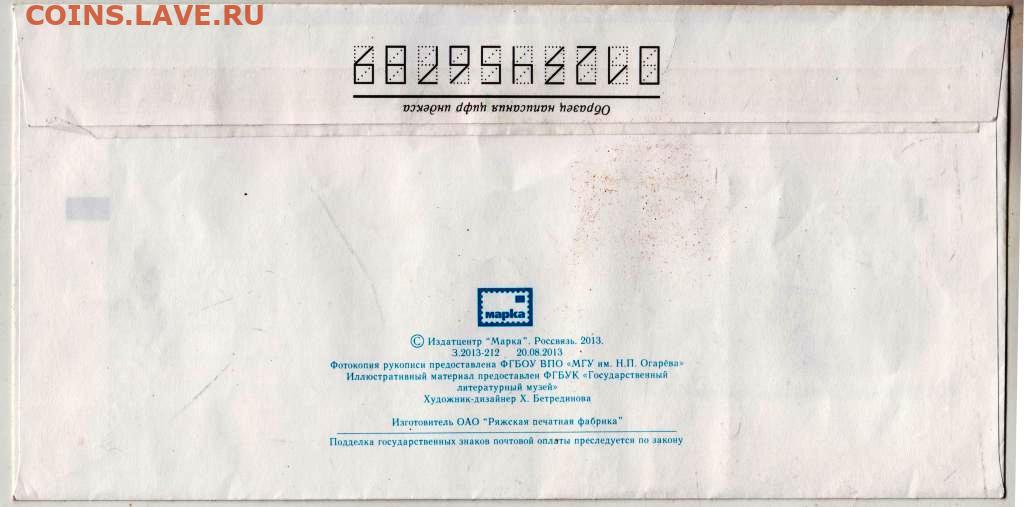 COINS.LAVE.RU
0123456789
Образец написания цифр индекса
марка
© Издатцентр "Марка". Россвязь. 2013.
З.2013-212 20.08.2013
Фотокопия рукописи предоставлена ФГБОУ ВПО «МГУ им. Н.П. Огарёва»
Иллюстративный материал предоставлен ФГБУК «Государственный
литературный музей»
Художник-дизайнер Х. Бетрединова
Изготовитель ОАО "Ряжская печатная фабрика"
Подделка государственных знаков почтовой оплаты преследуется по закону